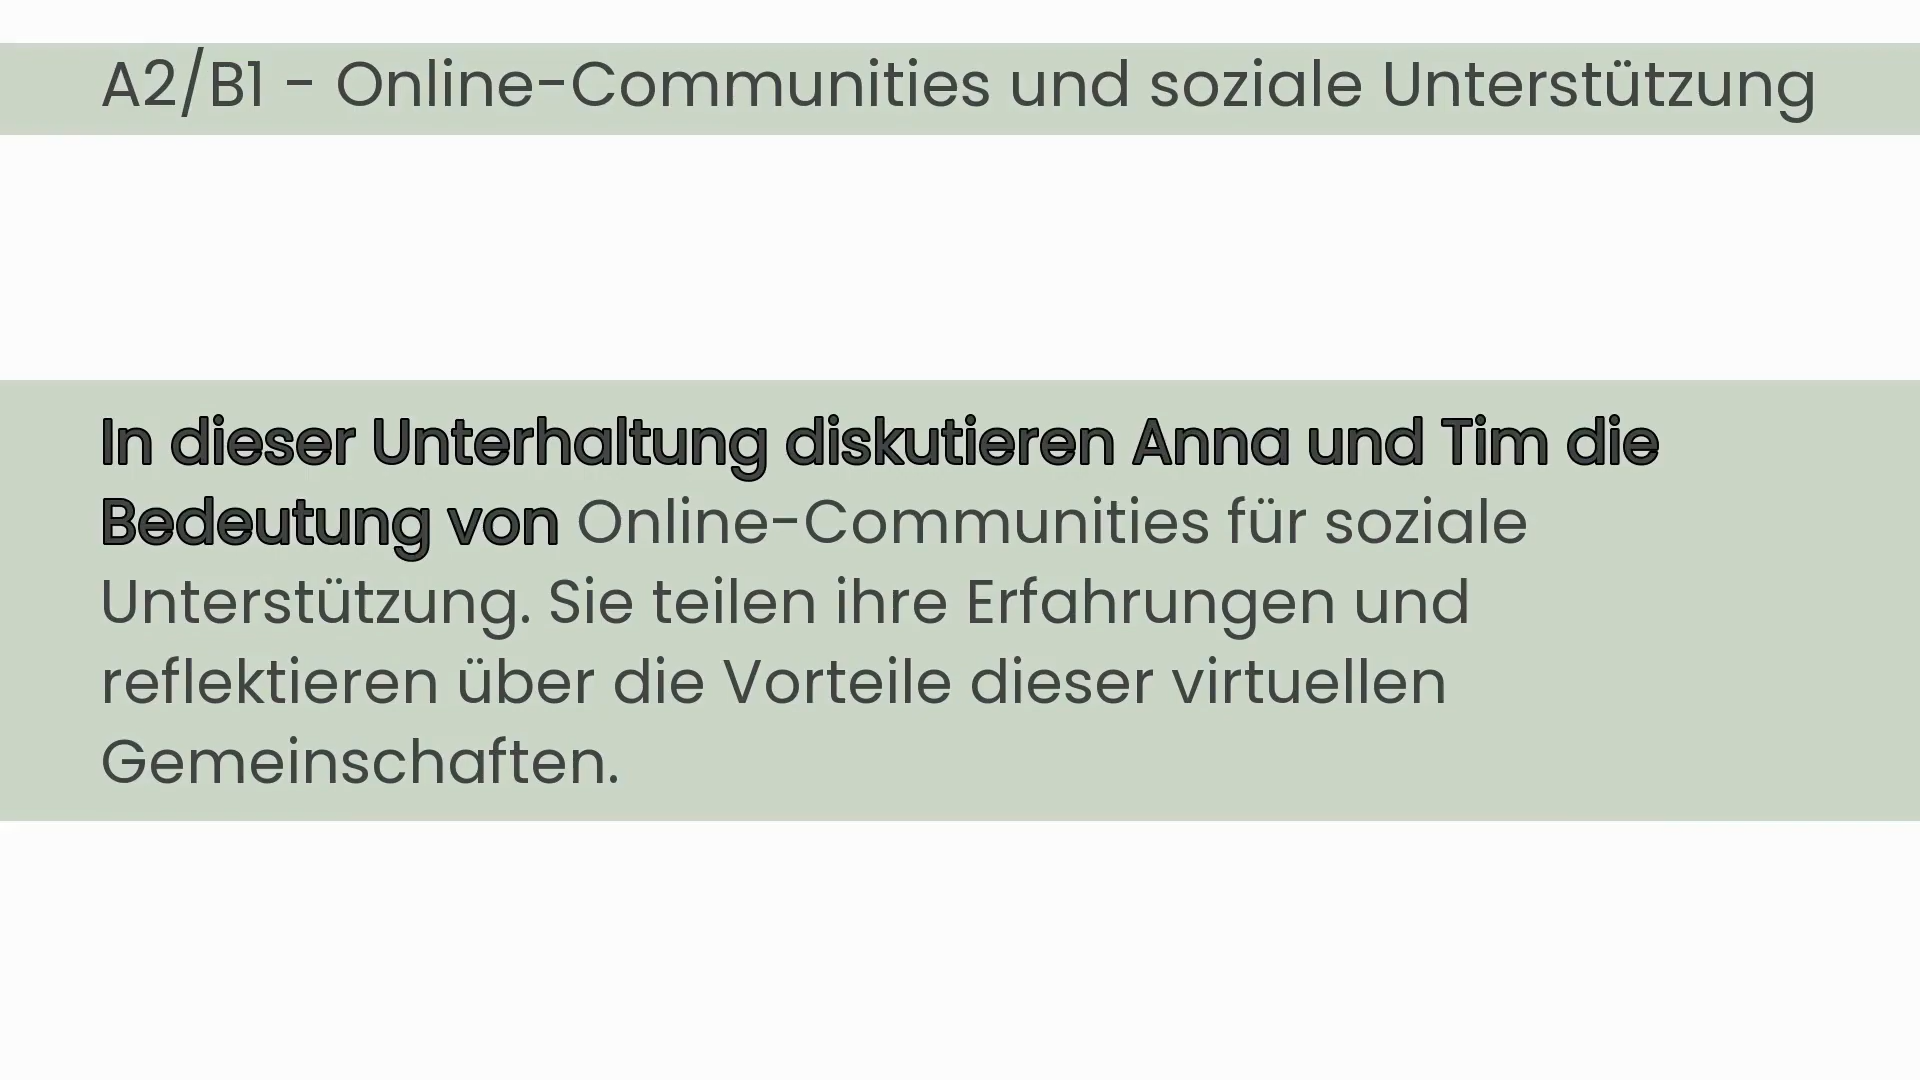 A2/B1 - Online-Communities und soziale Unterstützung
In dieser Unterhaltung diskutieren Anna und Tim die
Bedeutung von Online-Communities für soziale
Unterstützung. Sie teilen ihre Erfahrungen und
reflektieren über die Vorteile dieser virtuellen
Gemeinschaften.